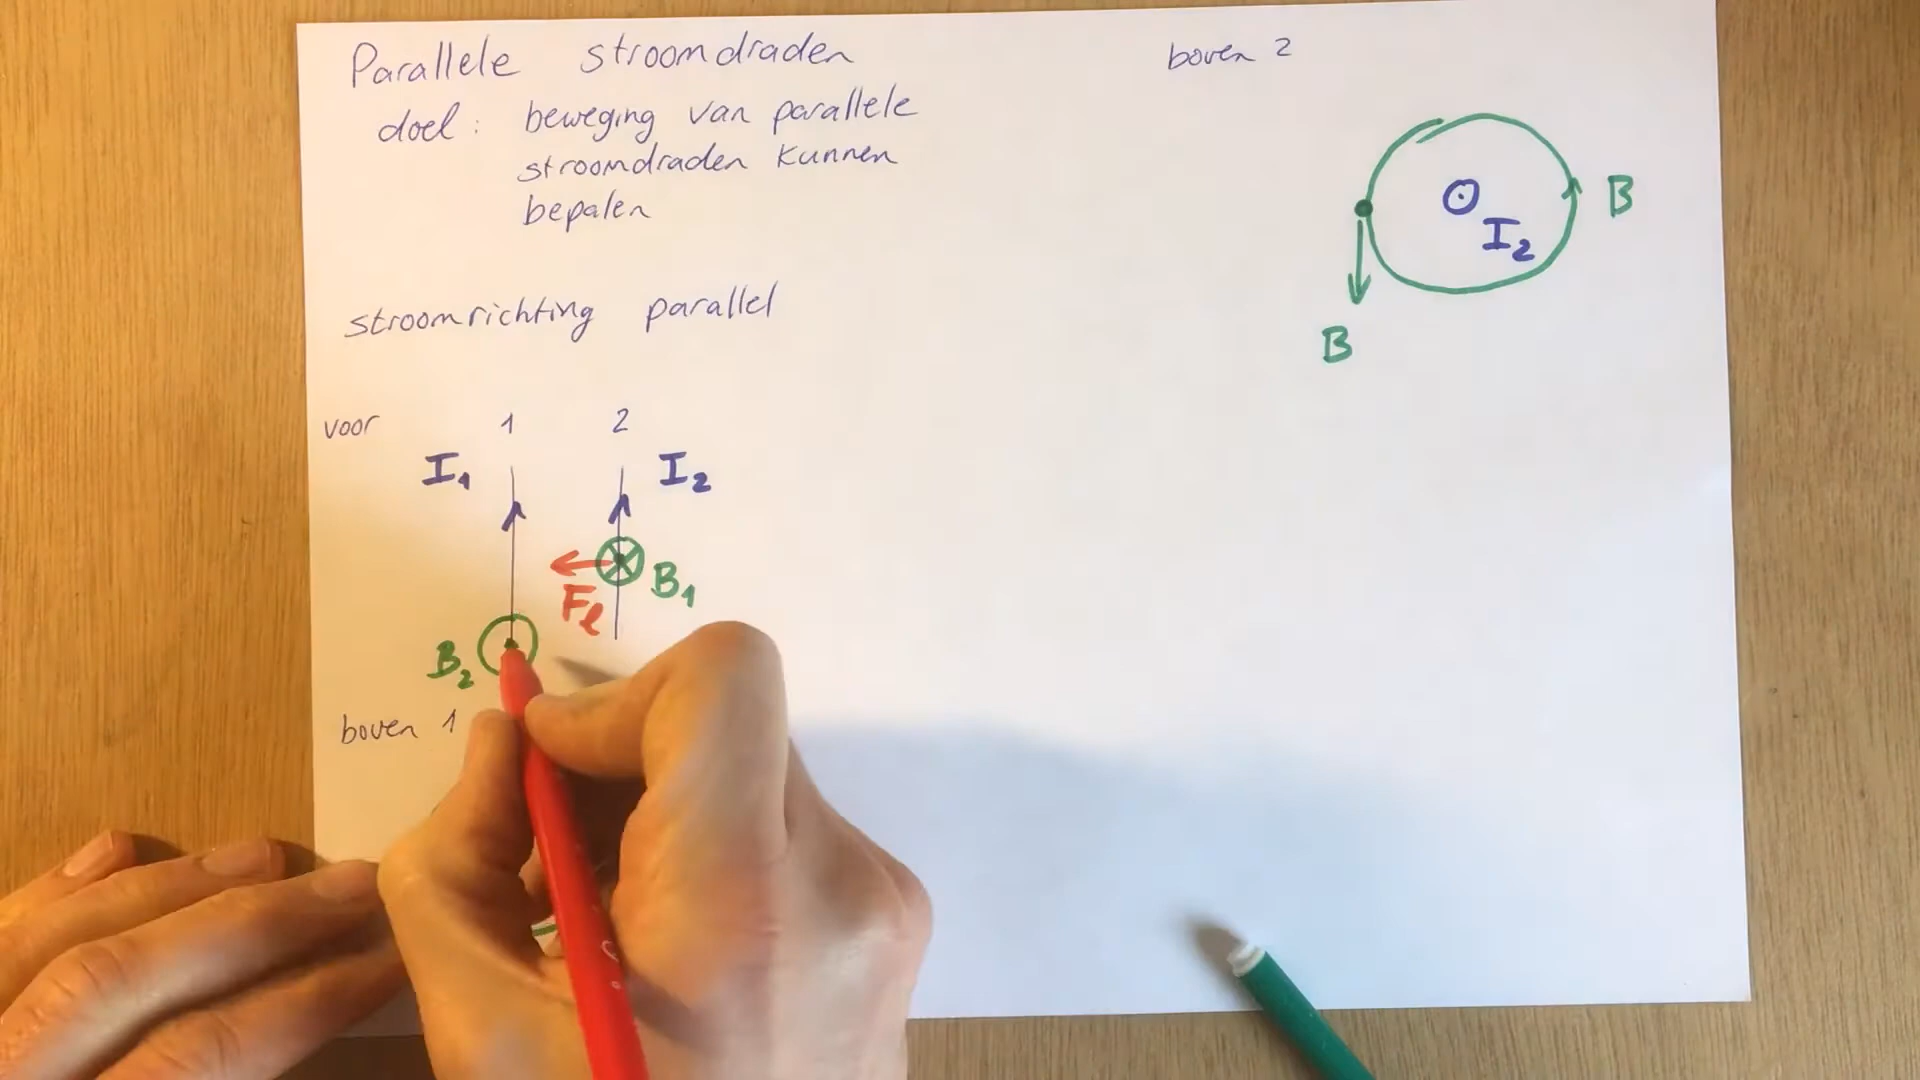 Parallele stroomdraden
doel: beweging van parallele
stroomdraden kunnen
bepalen
stroomrichting parallel
voor 1 2
I₁ I₂
B₁
Fℓ
B₂
boven 1
boven 2
B
I₂
B